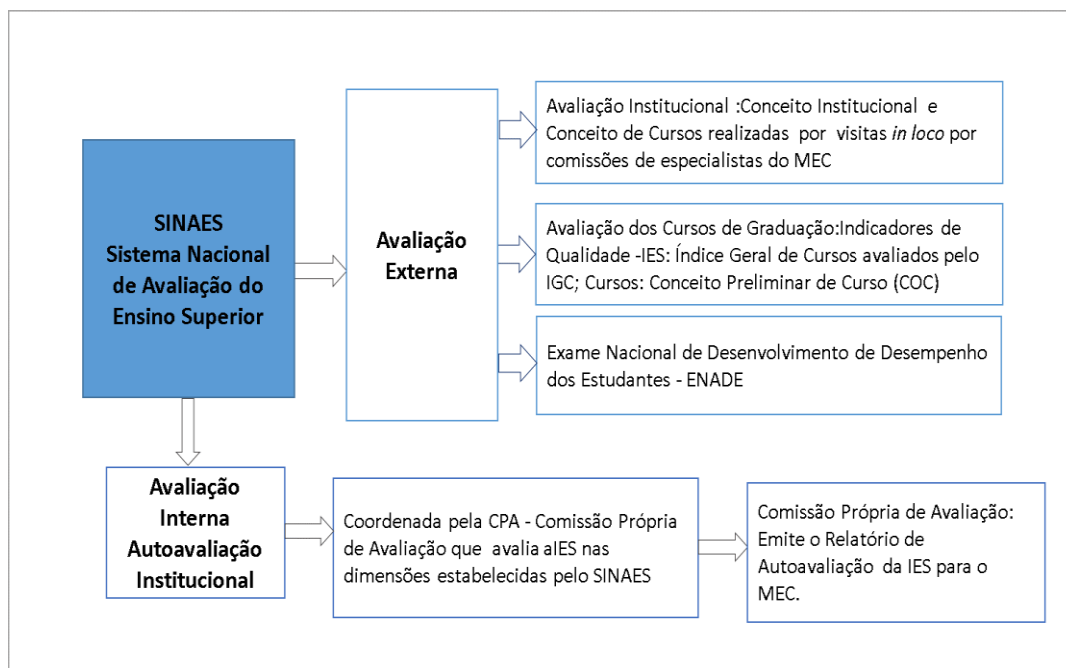 SINAES
Sistema Nacional
de Avaliação do
Ensino Superior
Avaliação
Externa
Avaliação Institucional :Conceito Institucional e
Conceito de Cursos realizadas por visitas in loco por
comissões de especialistas do MEC
Avaliação dos Cursos de Graduação:Indicadores de
Qualidade -IES: Índice Geral de Cursos avaliados pelo
IGC; Cursos: Conceito Preliminar de Curso (COC)
Exame Nacional de Desenvolvimento de Desempenho
dos Estudantes - ENADE
Avaliação
Interna
Autoavaliação
Institucional
Coordenada pela CPA - Comissão Própria
de Avaliação que avalia aIES nas
dimensões estabelecidas pelo SINAES
Comissão Própria de Avaliação:
Emite o Relatório de
Autoavaliação da IES para o
MEC.